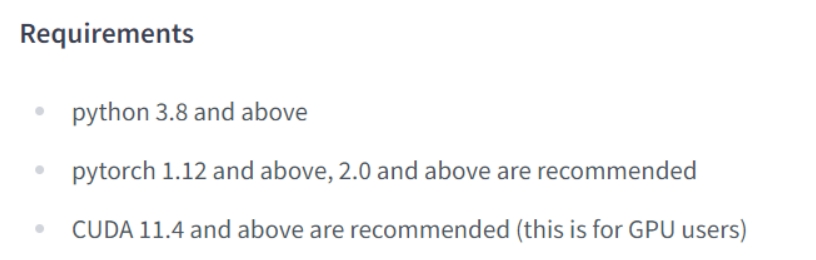 Requirements
python 3.8 and above
pytorch 1.12 and above, 2.0 and above are recommended
CUDA 11.4 and above are recommended (this is for GPU users)